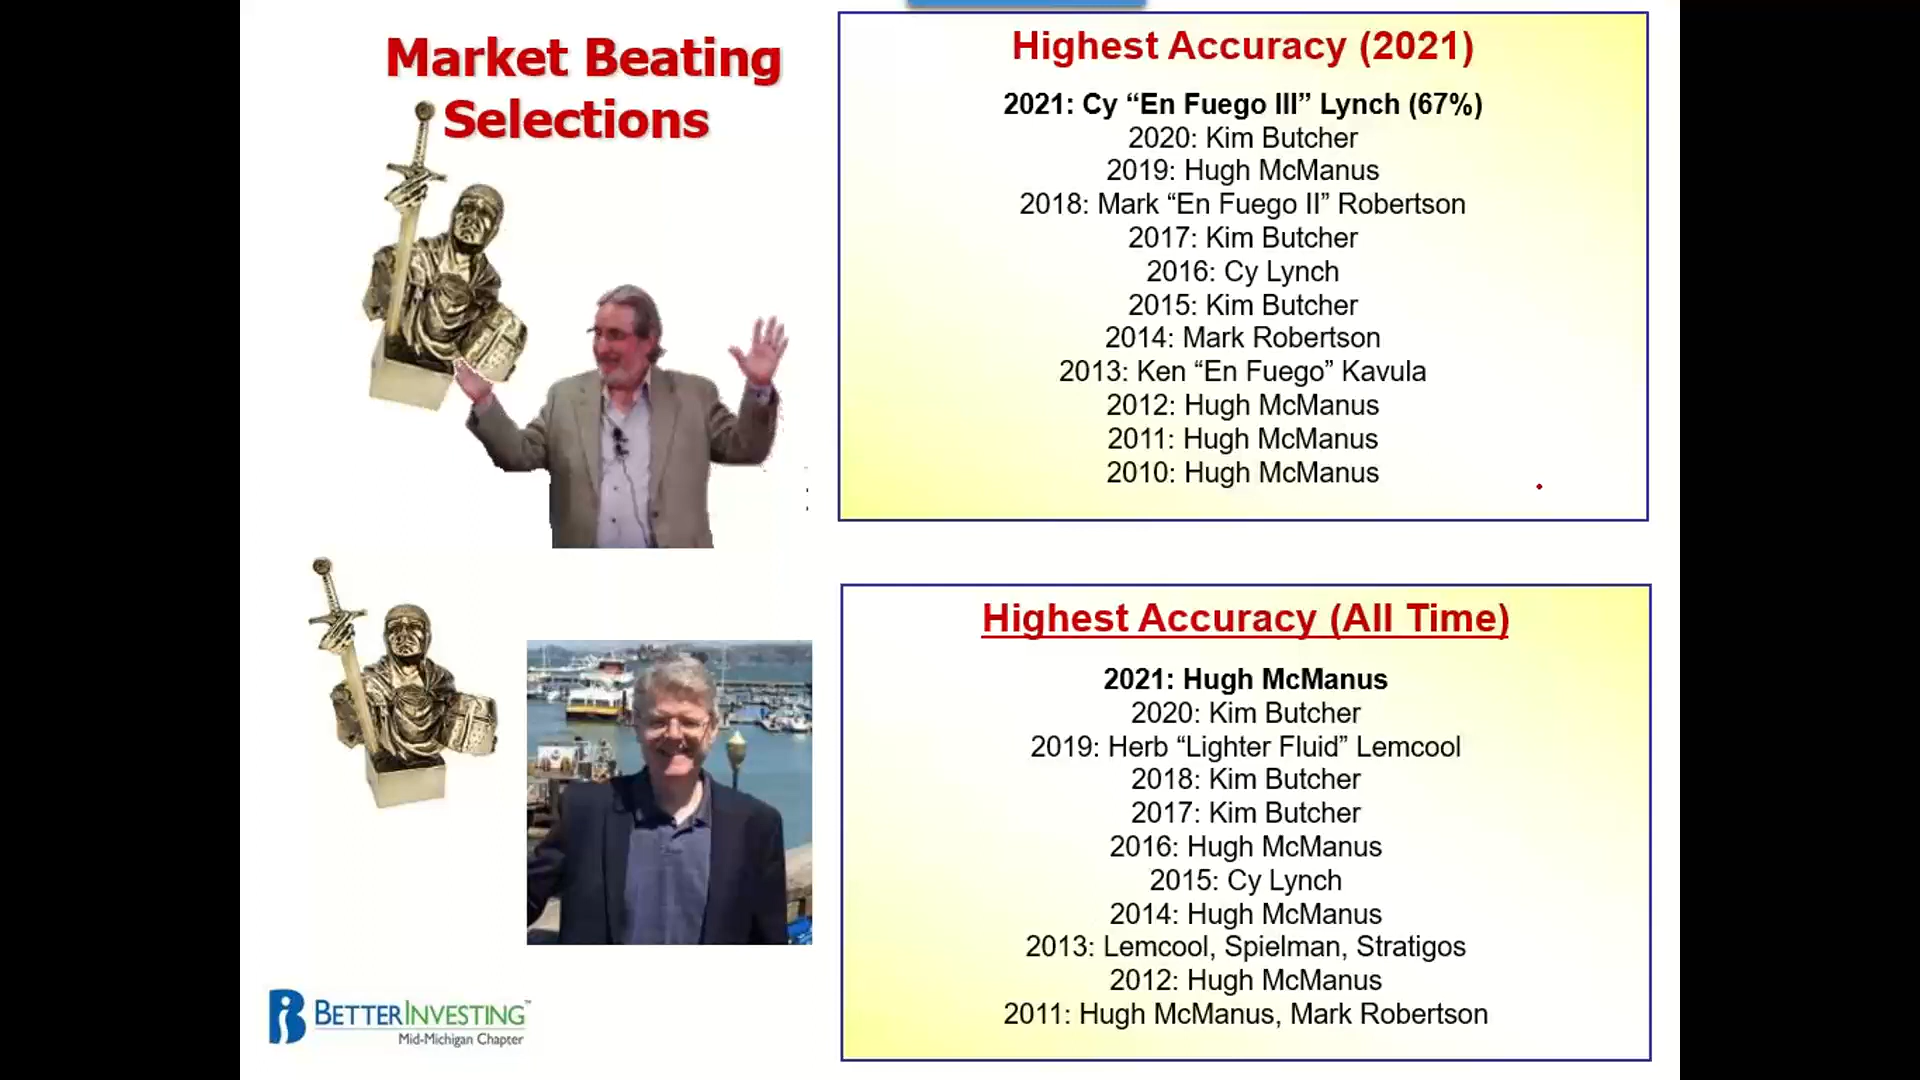 Market Beating
Selections
Highest Accuracy (2021)
2021: Cy “En Fuego III” Lynch (67%)
2020: Kim Butcher
2019: Hugh McManus
2018: Mark “En Fuego II” Robertson
2017: Kim Butcher
2016: Cy Lynch
2015: Kim Butcher
2014: Mark Robertson
2013: Ken “En Fuego” Kavula
2012: Hugh McManus
2011: Hugh McManus
2010: Hugh McManus
Highest Accuracy (All Time)
2021: Hugh McManus
2020: Kim Butcher
2019: Herb “Lighter Fluid” Lemcool
2018: Kim Butcher
2017: Kim Butcher
2016: Hugh McManus
2015: Cy Lynch
2014: Hugh McManus
2013: Lemcool, Spielman, Stratigos
2012: Hugh McManus
2011: Hugh McManus, Mark Robertson
BETTERINVESTING™
Mid-Michigan Chapter